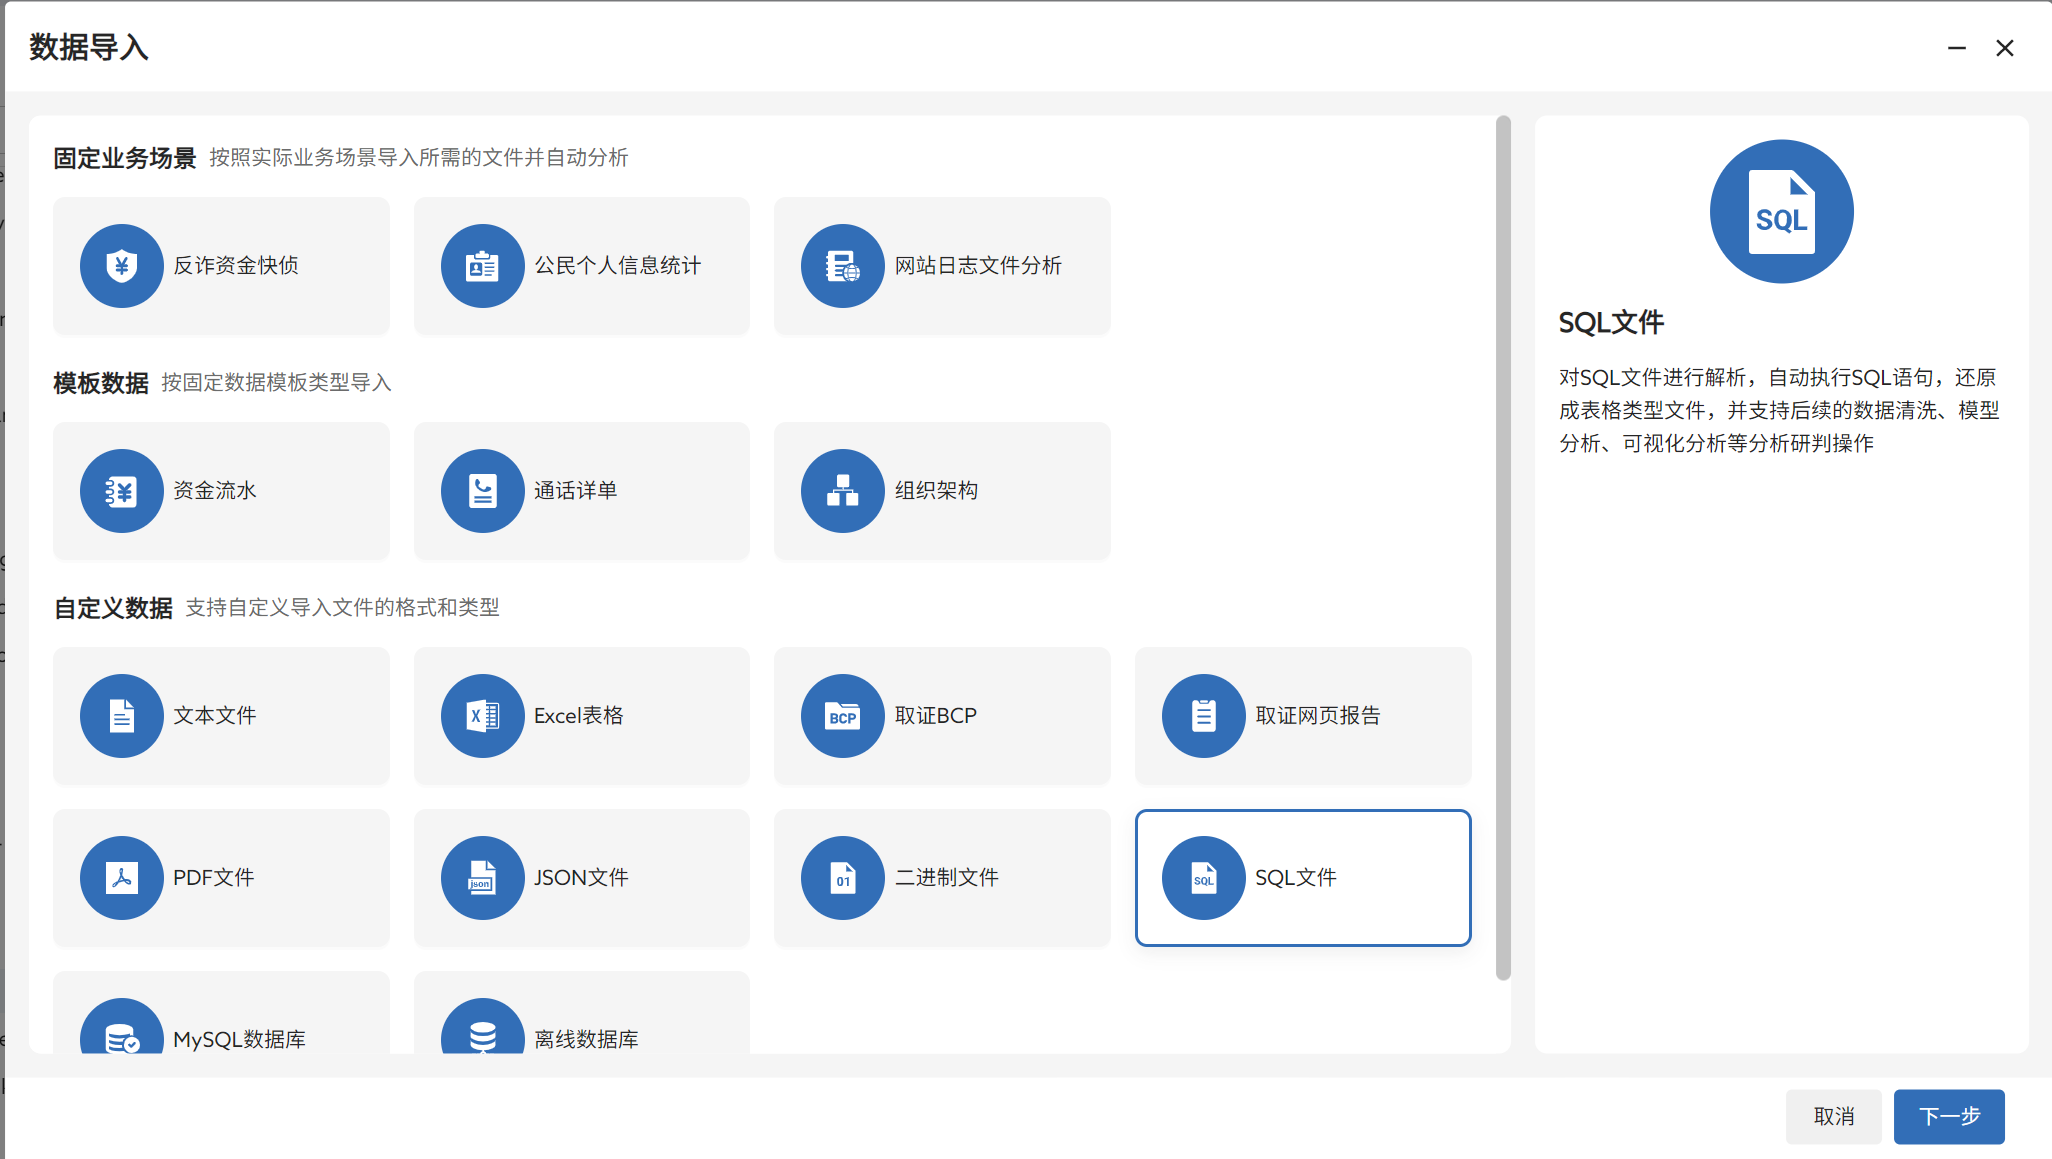 数据导入
固定业务场景 按照实际业务场景导入所需的文件并自动分析
反诈资金快侦
公民个人信息统计
网站日志文件分析
模板数据 按固定数据模板类型导入
资金流水
通话详单
组织架构
自定义数据 支持自定义导入文件的格式和类型
文本文件
Excel表格
BCP
取证BCP
取证网页报告
PDF文件
json
JSON文件
01
二进制文件
SQL
SQL文件
MySQL数据库
离线数据库
SQL
SQL文件
对SQL文件进行解析，自动执行SQL语句，还原
成表格类型文件，并支持后续的数据清洗、模型
分析、可视化分析等分析研判操作
取消
下一步